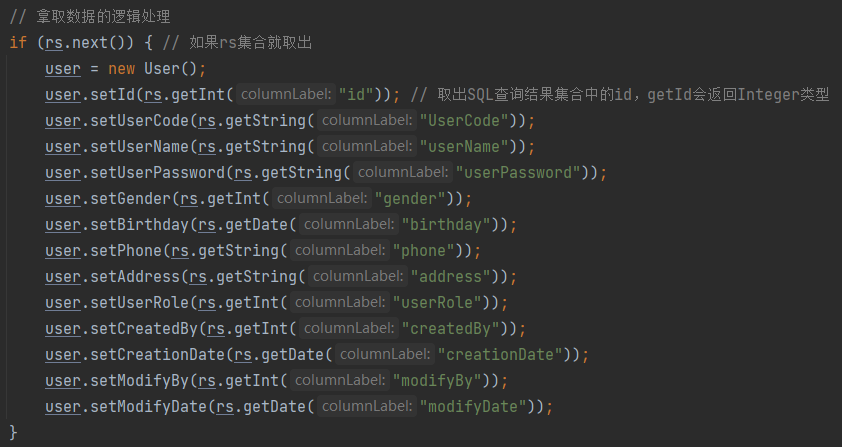 // 拿取数据的逻辑处理
if (rs.next()) { // 如果rs集合就取出
    user = new User();
    user.setId(rs.getInt( columnLabel: "id")); // 取出SQL查询结果集合中的id，getId会返回Integer类型
    user.setUserCode(rs.getString( columnLabel: "UserCode"));
    user.setUserName(rs.getString( columnLabel: "userName"));
    user.setUserPassword(rs.getString( columnLabel: "userPassword"));
    user.setGender(rs.getInt( columnLabel: "gender"));
    user.setBirthday(rs.getDate( columnLabel: "birthday"));
    user.setPhone(rs.getString( columnLabel: "phone"));
    user.setAddress(rs.getString( columnLabel: "address"));
    user.setUserRole(rs.getInt( columnLabel: "userRole"));
    user.setCreatedBy(rs.getInt( columnLabel: "createdBy"));
    user.setCreationDate(rs.getDate( columnLabel: "creationDate"));
    user.setModifyBy(rs.getInt( columnLabel: "modifyBy"));
    user.setModifyDate(rs.getDate( columnLabel: "modifyDate"));
}